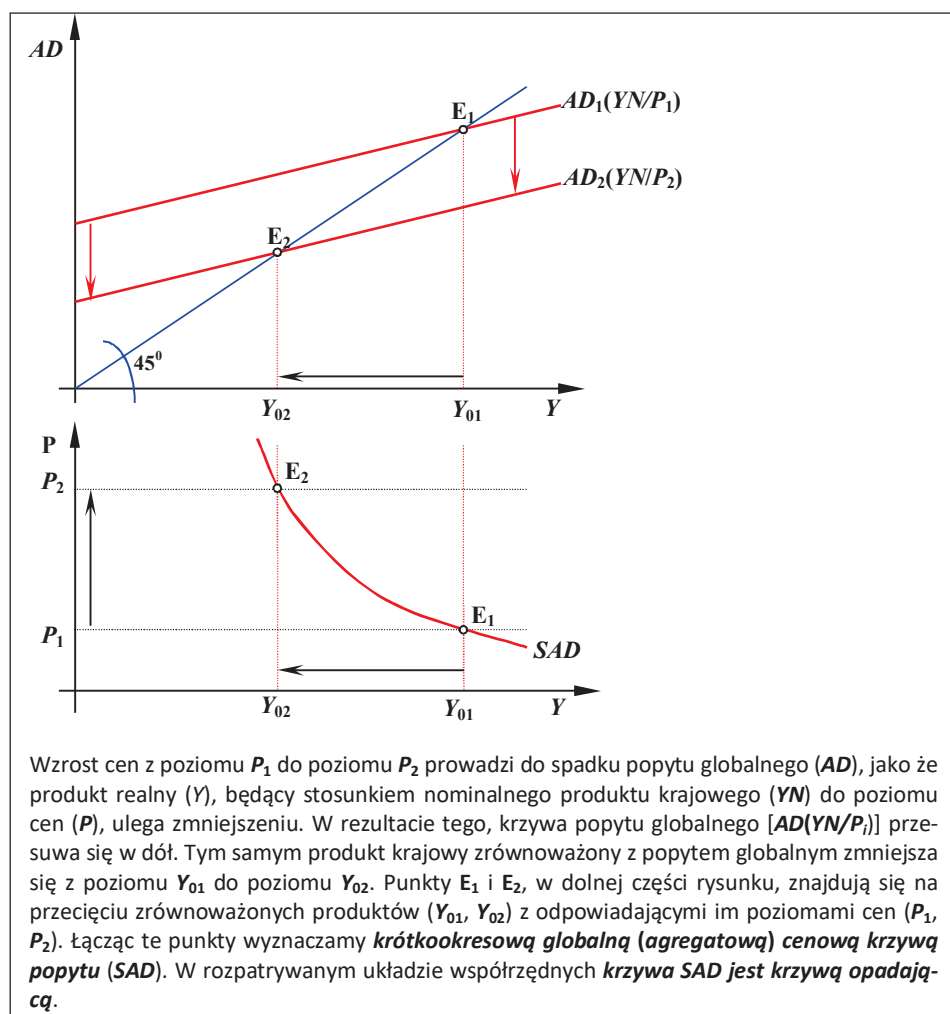 AD
E₁
AD₁(YN/P₁)
AD₂(YN/P₂)
E₂
45⁰
Y₀₂
Y₀₁
Y
P
P₂
E₂
P₁
E₁
SAD
Y₀₂
Y₀₁
Y
Wzrost cen z poziomu P₁ do poziomu P₂ prowadzi do spadku popytu globalnego (AD), jako że
produkt realny (Y), będący stosunkiem nominalnego produktu krajowego (YN) do poziomu
cen (P), ulega zmniejszeniu. W rezultacie tego, krzywa popytu globalnego [AD(YN/Pᵢ)] prze-
suwa się w dół. Tym samym produkt krajowy zrównoważony z popytem globalnym zmniejsza
się z poziomu Y₀₁ do poziomu Y₀₂. Punkty E₁ i E₂, w dolnej części rysunku, znajdują się na
przecięciu zrównoważonych produktów (Y₀₁, Y₀₂) z odpowiadającymi im poziomami cen (P₁,
P₂). Łącząc te punkty wyznaczamy krótkookresową globalną (agregatową) cenową krzywą
popytu (SAD). W rozpatrywanym układzie współrzędnych krzywa SAD jest krzywą opadają-
cą.